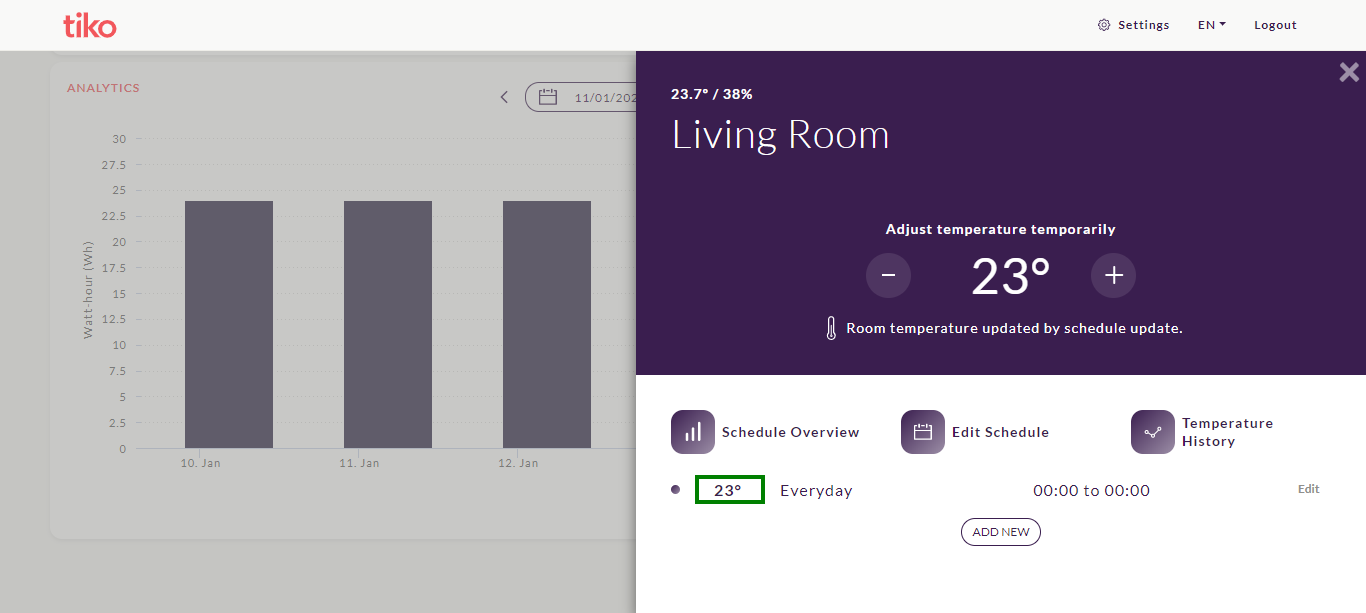 tiko
Settings
EN
Logout
ANALYTICS
11/01/202
30
27.5
25
22.5
20
17.5
15
12.5
10
7.5
5
2.5
0
Watt-hour (Wh)
10. Jan
11. Jan
12. Jan
23.7° / 38%
Living Room
Adjust temperature temporarily
− 23° +
Room temperature updated by schedule update.
Schedule Overview
Edit Schedule
Temperature
History
23° Everyday 00:00 to 00:00 Edit
ADD NEW